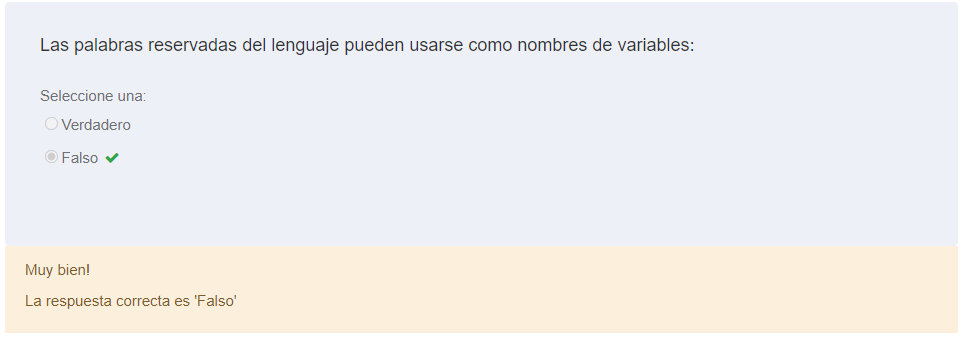 Las palabras reservadas del lenguaje pueden usarse como nombres de variables:
Seleccione una:
Verdadero
Falso
Muy bien!
La respuesta correcta es 'Falso'